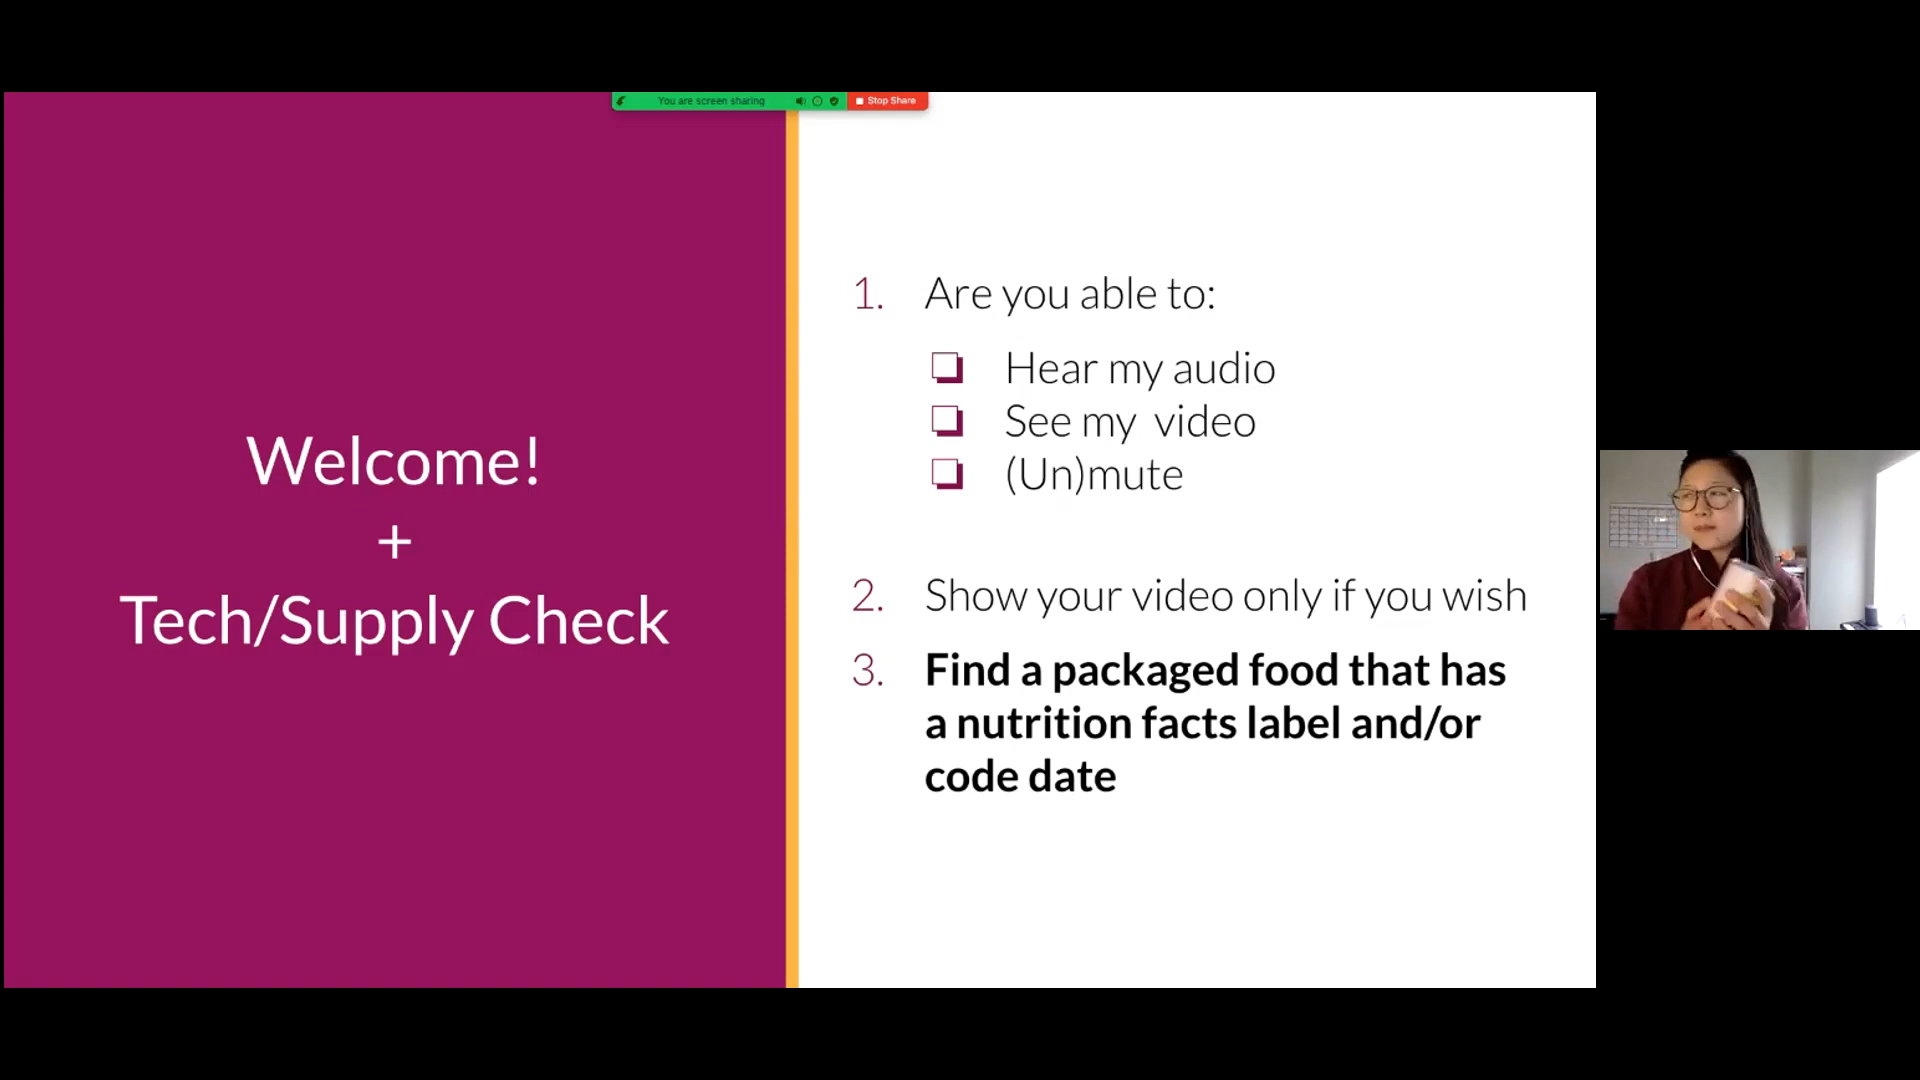 You are screen sharing
Stop Share
Welcome!
+
Tech/Supply Check
1. Are you able to:
Hear my audio
See my video
(Un)mute
2. Show your video only if you wish
3. Find a packaged food that has
a nutrition facts label and/or
code date